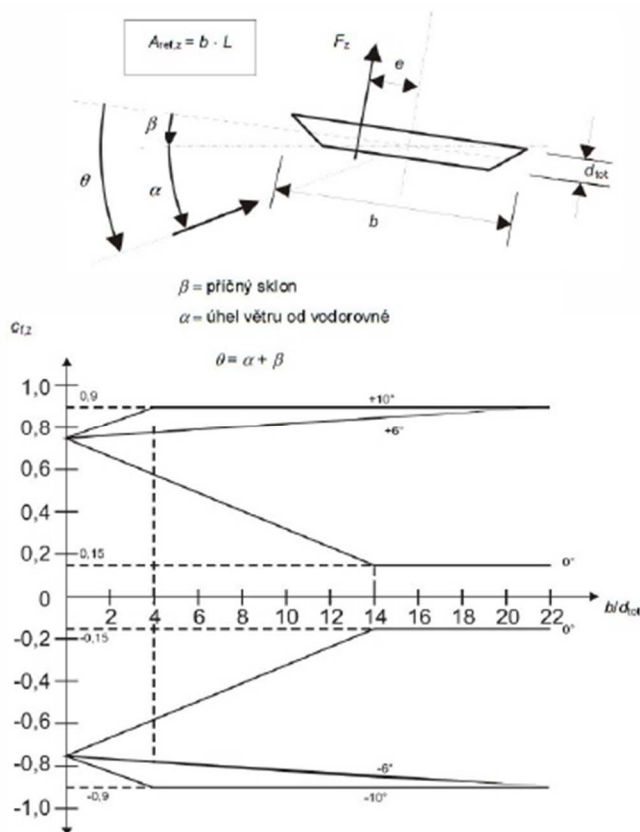 A_ref,z = b · L
F_z
e
β
θ
α
d_tot
b
β = příčný sklon
α = úhel větru od vodorovné
θ = α + β
c_f,z
1,0
0,9
+10°
0,8
+6°
0,6
0,4
0,2
0,15
0°
0
2 4 6 8 10 12 14 16 18 20 22
b/d_tot
-0,15
0°
-0,2
-0,4
-0,6
-0,8
-6°
-0,9
-10°
-1,0